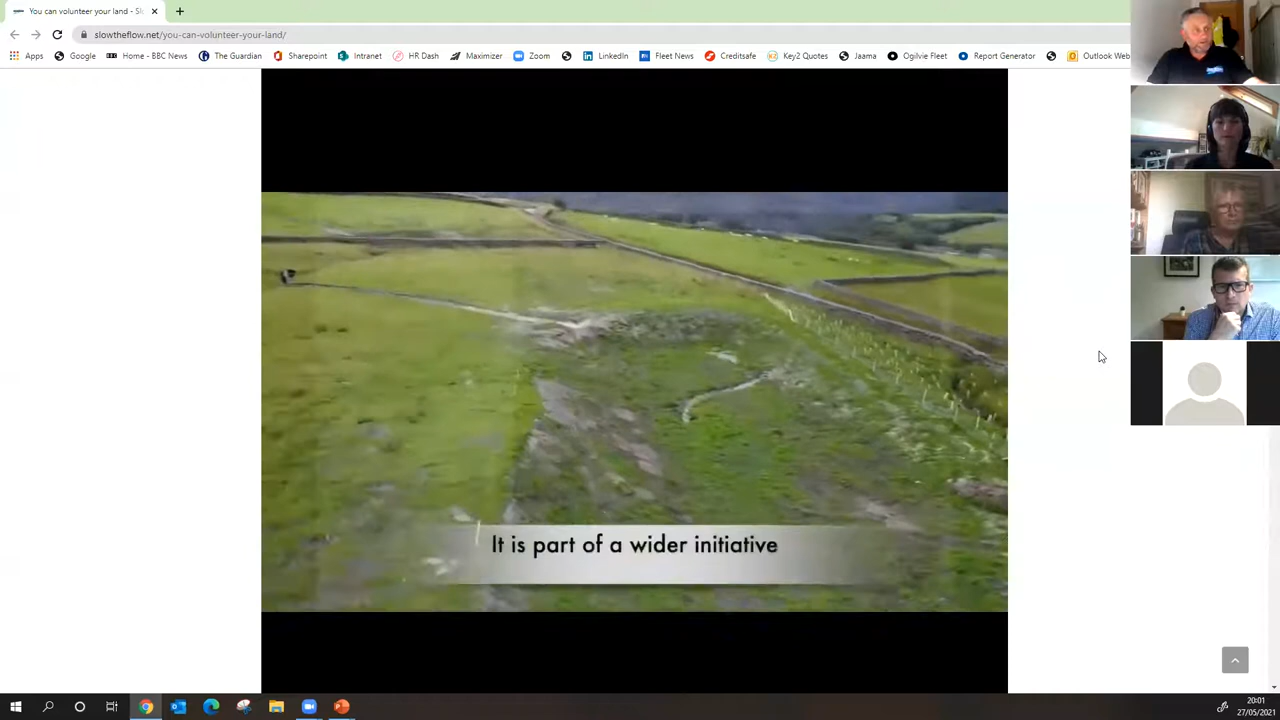 You can volunteer your land - Sl
slowtheflow.net/you-can-volunteer-your-land/
Apps Google Home - BBC News The Guardian Sharepoint Intranet HR Dash Maximizer Zoom LinkedIn Fleet News Creditsafe Key2 Quotes Jaama Ogilvie Fleet Report Generator Outlook Web
It is part of a wider initiative
20:01
27/05/2021